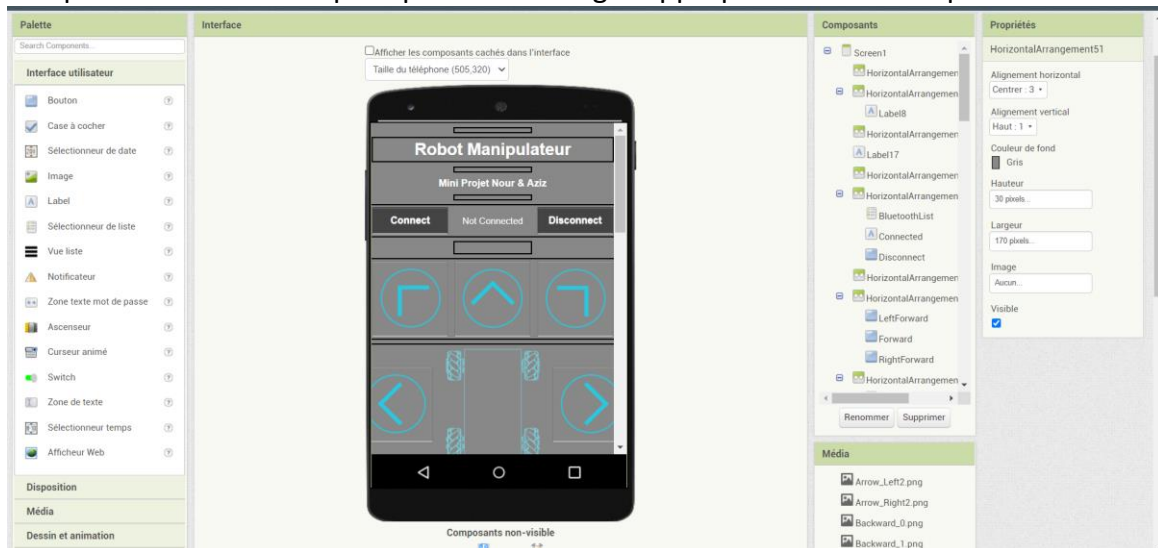 Palette
Search Components...
Interface utilisateur
Bouton
Case à cocher
Sélectionneur de date
Image
Label
Sélectionneur de liste
Vue liste
Notificateur
Zone texte mot de passe
Ascenseur
Curseur animé
Switch
Zone de texte
Sélectionneur temps
Afficheur Web
Disposition
Média
Dessin et animation
Interface
Afficher les composants cachés dans l'interface
Taille du téléphone (505,320)
Robot Manipulateur
Mini Projet Nour & Aziz
Connect Not Connected Disconnect
Composants non-visible
Composants
Screen1
HorizontalArrangemen
HorizontalArrangemen
Label8
HorizontalArrangemen
Label17
HorizontalArrangemen
HorizontalArrangemen
BluetoothList
Connected
Disconnect
HorizontalArrangemen
HorizontalArrangemen
LeftForward
Forward
RightForward
HorizontalArrangemen
Renommer Supprimer
Média
Arrow_Left2.png
Arrow_Right2.png
Backward_0.png
Backward_1.png
Propriétés
HorizontalArrangement51
Alignement horizontal
Centrer : 3
Alignement vertical
Haut : 1
Couleur de fond
Gris
Hauteur
30 pixels...
Largeur
170 pixels...
Image
Aucun...
Visible